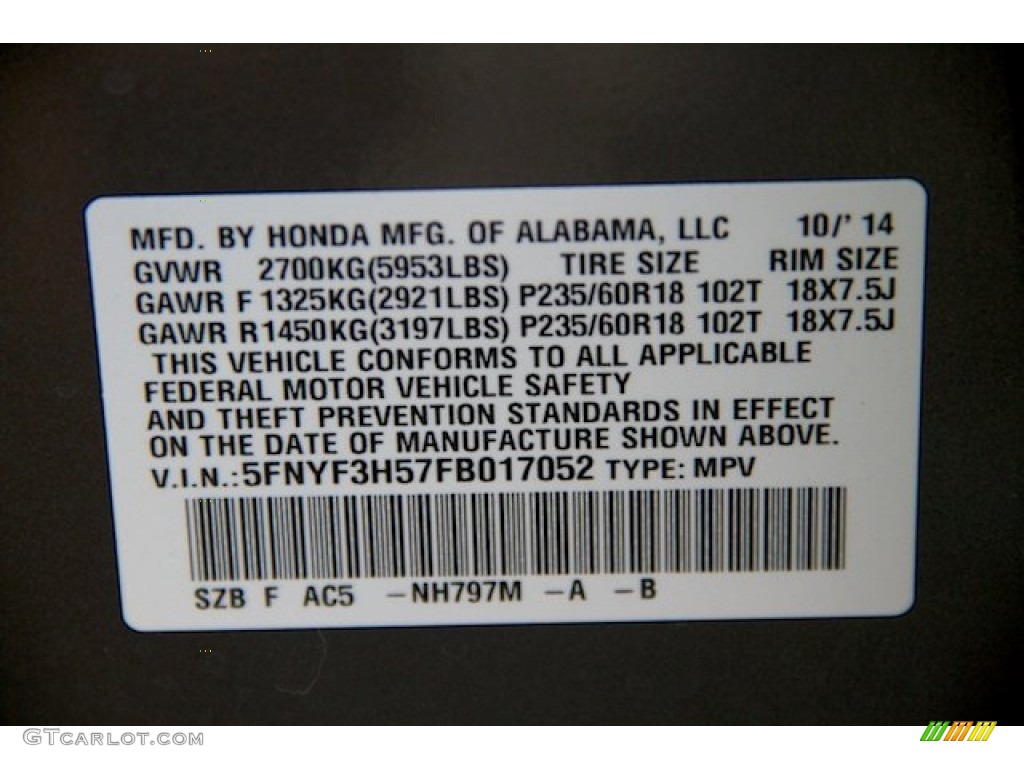 MFD. BY HONDA MFG. OF ALABAMA, LLC 10/' 14
GVWR 2700KG(5953LBS) TIRE SIZE RIM SIZE
GAWR F 1325KG(2921LBS) P235/60R18 102T 18X7.5J
GAWR R1450KG(3197LBS) P235/60R18 102T 18X7.5J
THIS VEHICLE CONFORMS TO ALL APPLICABLE
FEDERAL MOTOR VEHICLE SAFETY
AND THEFT PREVENTION STANDARDS IN EFFECT
ON THE DATE OF MANUFACTURE SHOWN ABOVE.
V.I.N.:5FNYF3H57FB017052 TYPE: MPV
SZB F AC5 –NH797M –A –B
GTCARLOT.COM